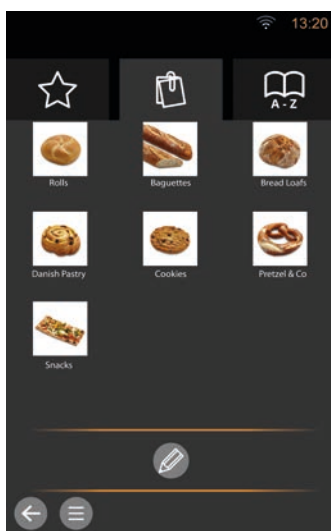 13:20
A - Z
Rolls
Baguettes
Bread Loafs
Danish Pastry
Cookies
Pretzel & Co
Snacks